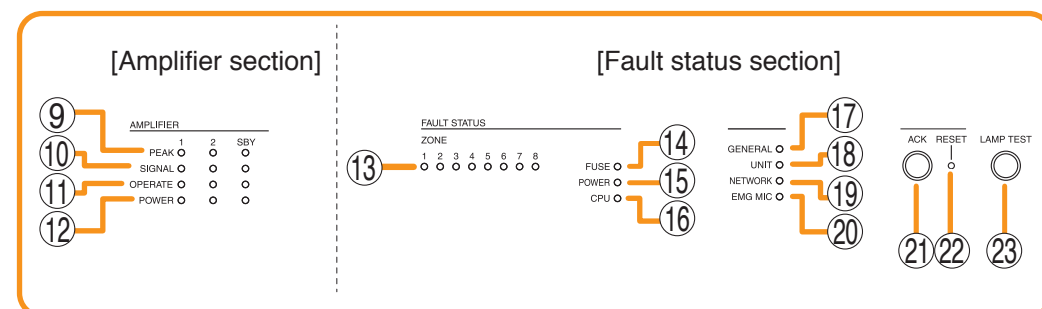 [Amplifier section]
[Fault status section]
⑨
⑩
⑪
⑫
AMPLIFIER
1 2 SBY
PEAK
SIGNAL
OPERATE
POWER
⑬
FAULT STATUS
ZONE
1 2 3 4 5 6 7 8
FUSE
POWER
CPU
⑭
⑮
⑯
GENERAL
UNIT
NETWORK
EMG MIC
⑰
⑱
⑲
⑳
ACK RESET LAMP TEST
㉑ ㉒ ㉓